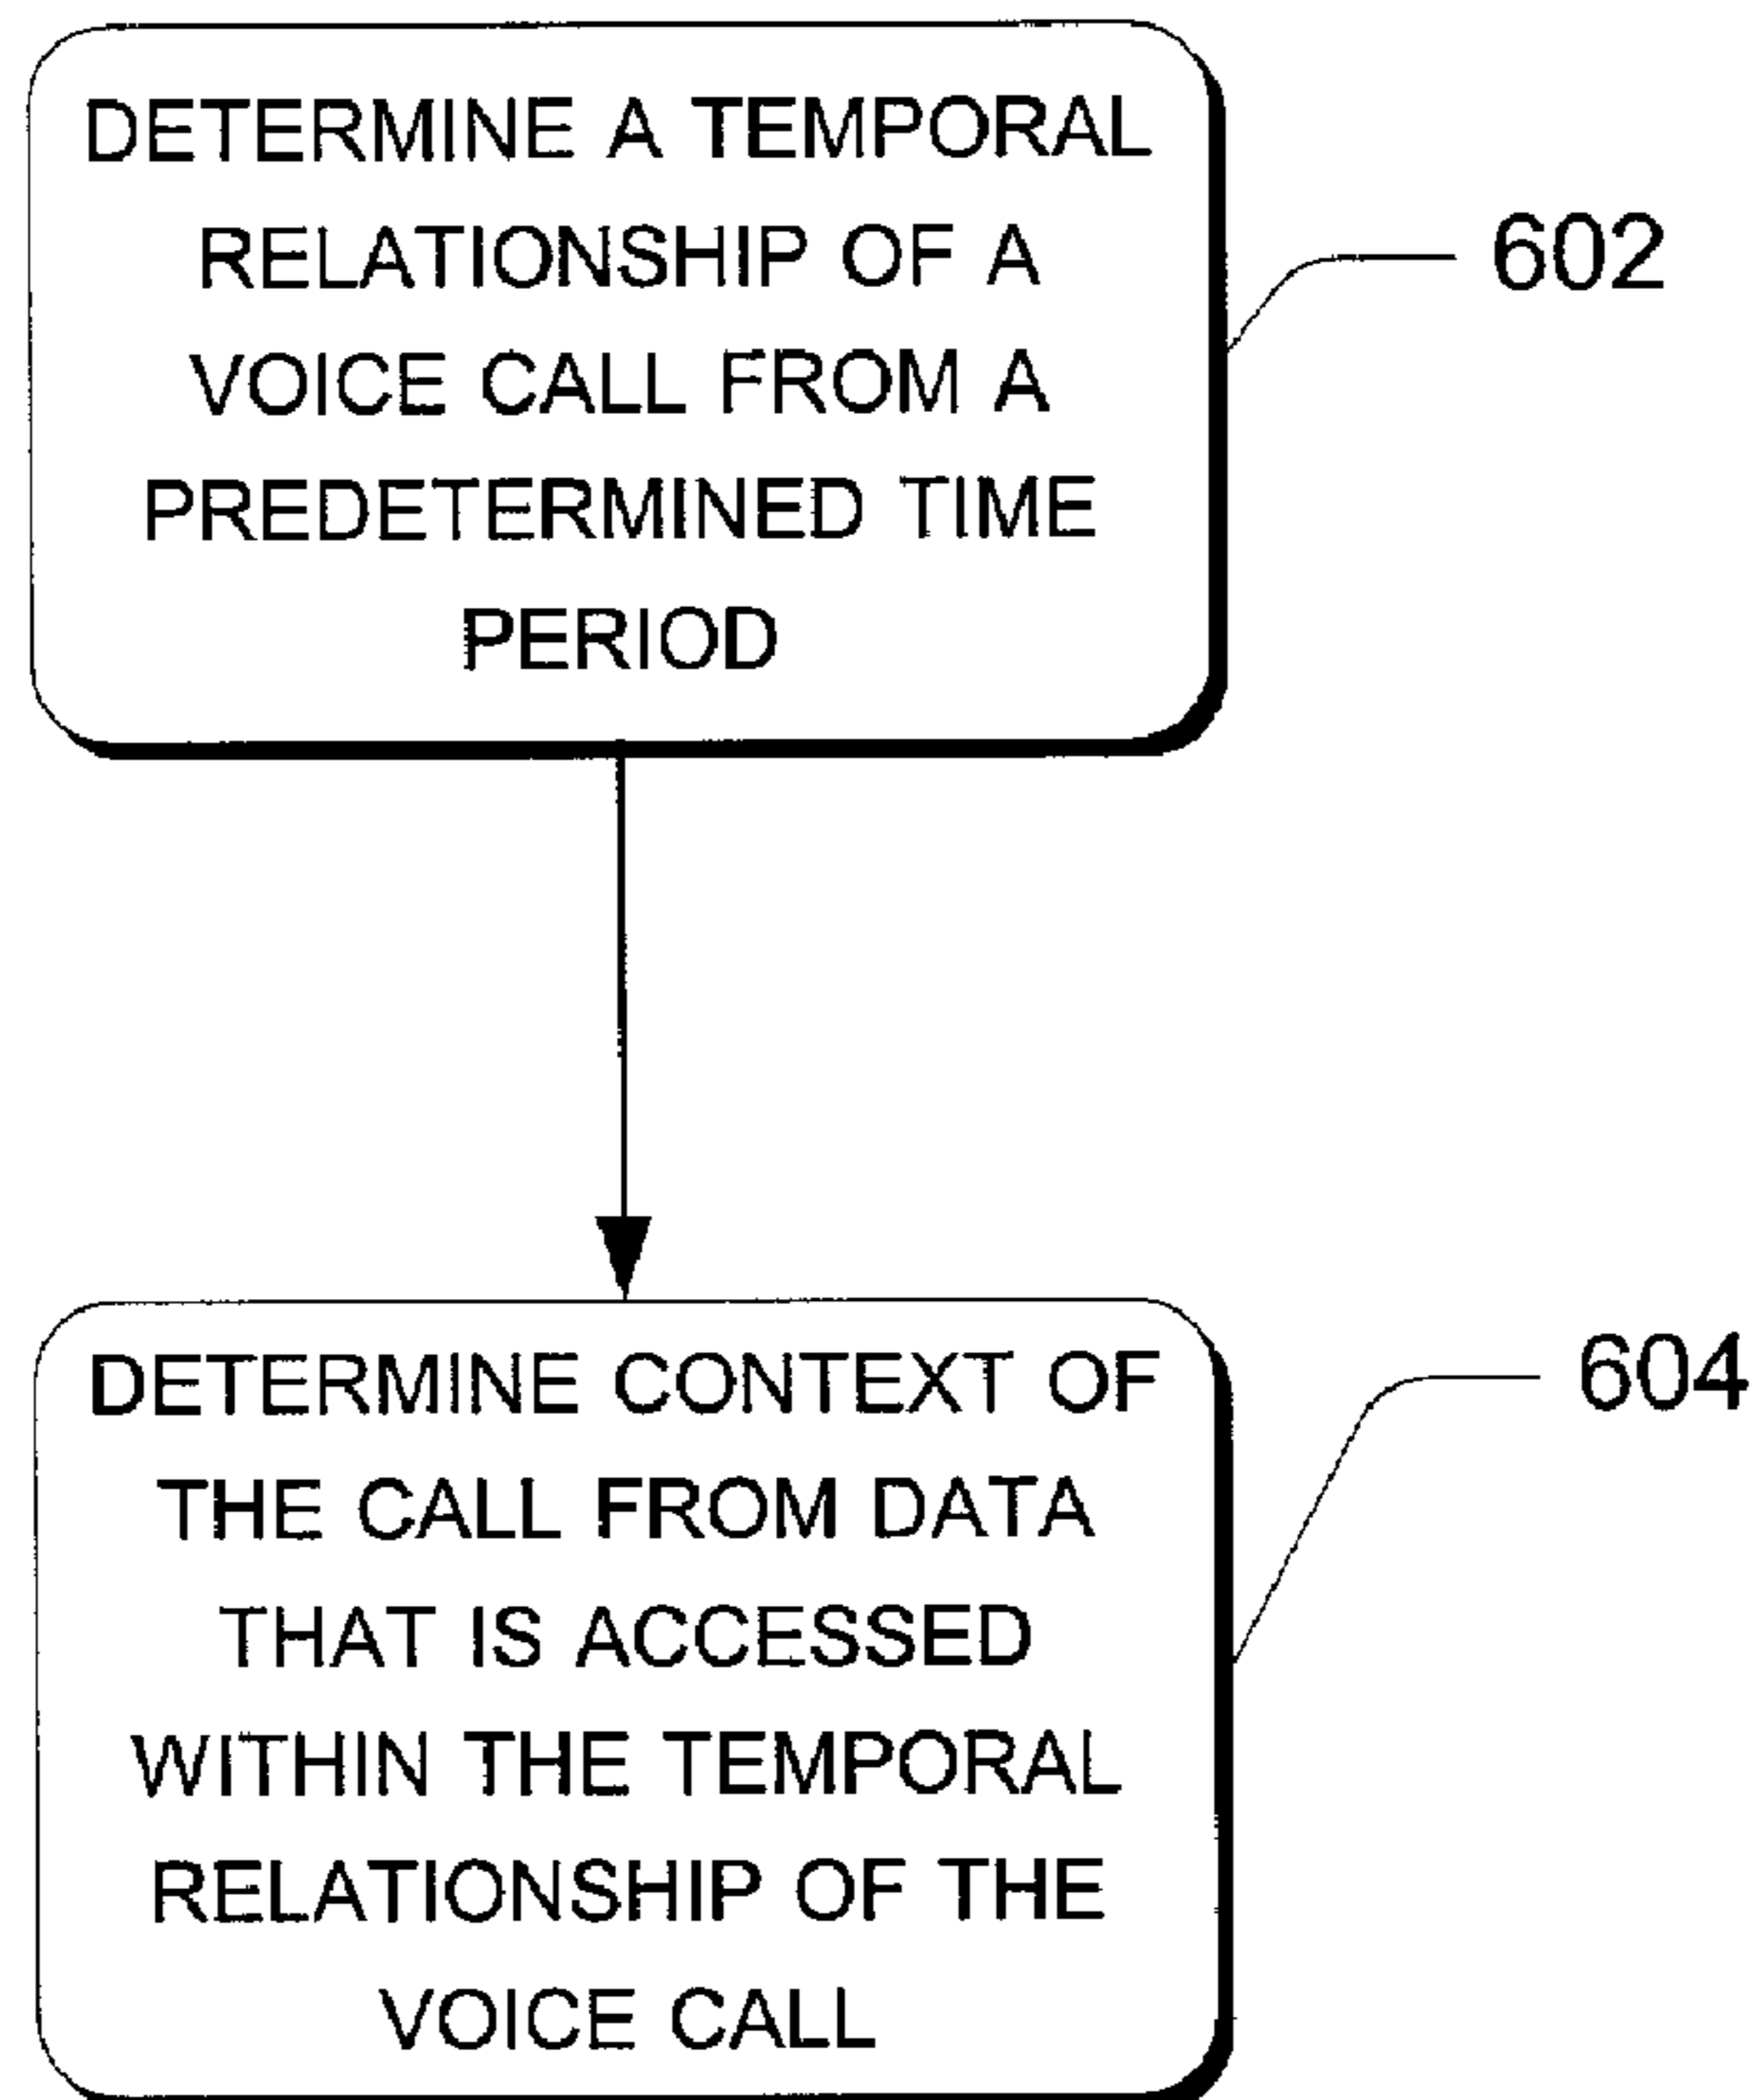 DETERMINE A TEMPORAL
RELATIONSHIP OF A
VOICE CALL FROM A
PREDETERMINED TIME
PERIOD
602
DETERMINE CONTEXT OF
THE CALL FROM DATA
THAT IS ACCESSED
WITHIN THE TEMPORAL
RELATIONSHIP OF THE
VOICE CALL
604